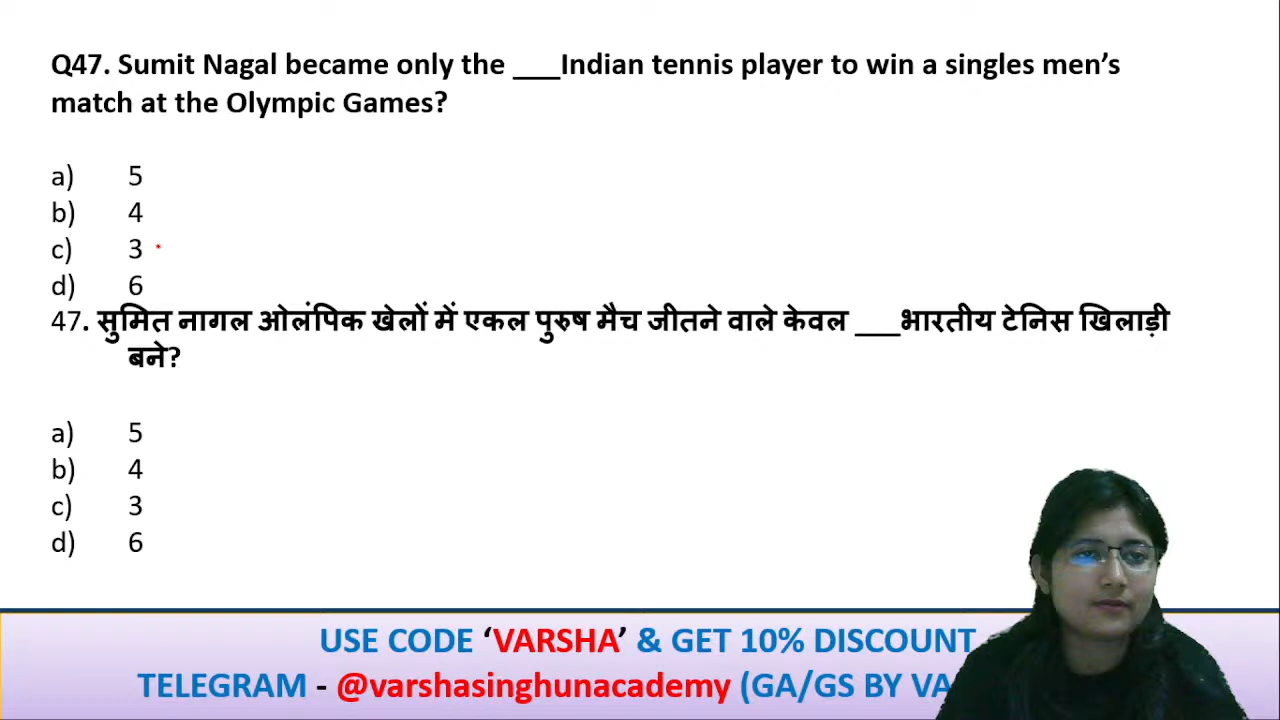 Q47. Sumit Nagal became only the ___Indian tennis player to win a singles men’s
match at the Olympic Games?
a) 5
b) 4
c) 3
d) 6
47. सुमित नागल ओलंपिक खेलों में एकल पुरुष मैच जीतने वाले केवल ___भारतीय टेनिस खिलाड़ी
बने?
a) 5
b) 4
c) 3
d) 6
USE CODE ‘VARSHA’ & GET 10% DISCOUNT
TELEGRAM - @varshasinghunacademy (GA/GS BY